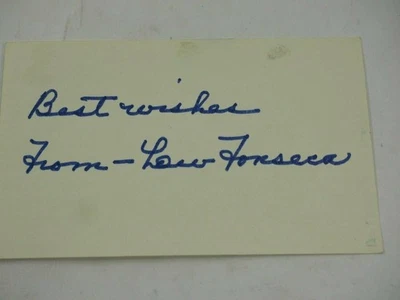 Best wishes
From - Lew Fonseca